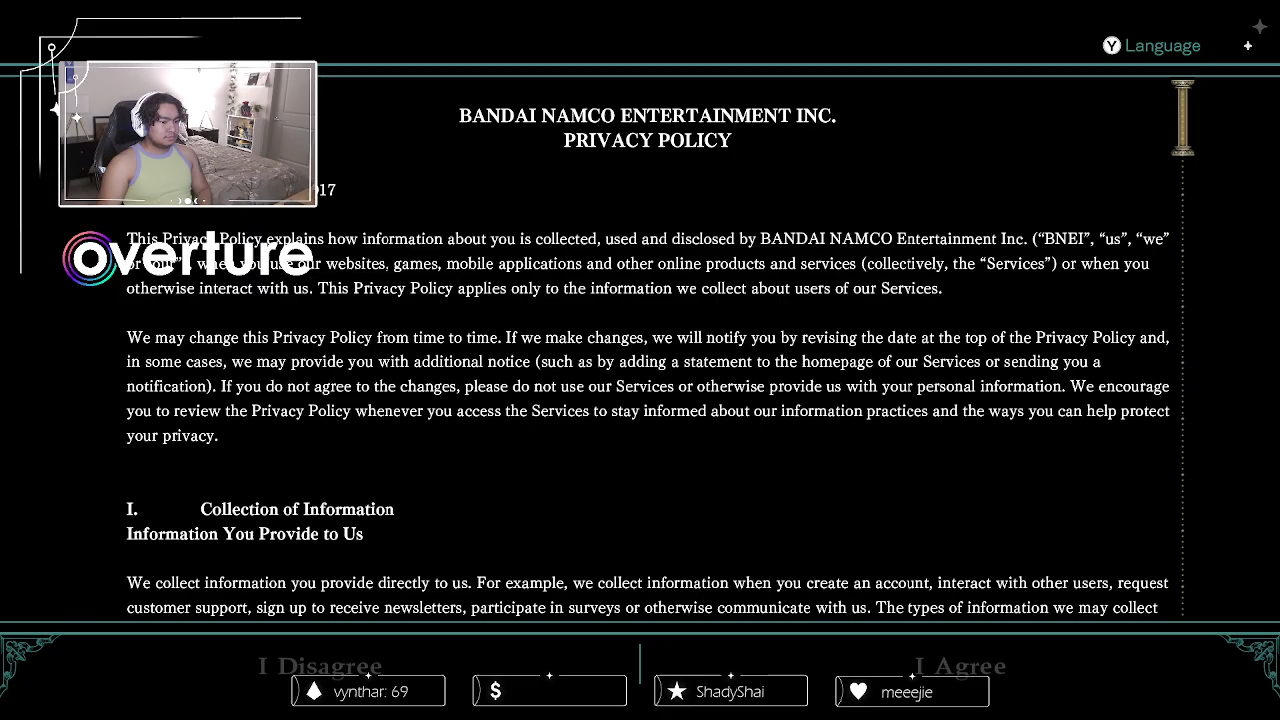 Y Language
BANDAI NAMCO ENTERTAINMENT INC.
PRIVACY POLICY
017
This Privacy Policy explains how information about you is collected, used and disclosed by BANDAI NAMCO Entertainment Inc. (“BNEI”, “us”, “we”
overture
our websites, games, mobile applications and other online products and services (collectively, the “Services”) or when you
otherwise interact with us. This Privacy Policy applies only to the information we collect about users of our Services.
We may change this Privacy Policy from time to time. If we make changes, we will notify you by revising the date at the top of the Privacy Policy and,
in some cases, we may provide you with additional notice (such as by adding a statement to the homepage of our Services or sending you a
notification). If you do not agree to the changes, please do not use our Services or otherwise provide us with your personal information. We encourage
you to review the Privacy Policy whenever you access the Services to stay informed about our information practices and the ways you can help protect
your privacy.
I. Collection of Information
Information You Provide to Us
We collect information you provide directly to us. For example, we collect information when you create an account, interact with other users, request
customer support, sign up to receive newsletters, participate in surveys or otherwise communicate with us. The types of information we may collect
I Disagree
I Agree
vynthar: 69
$
ShadyShai
meeejie